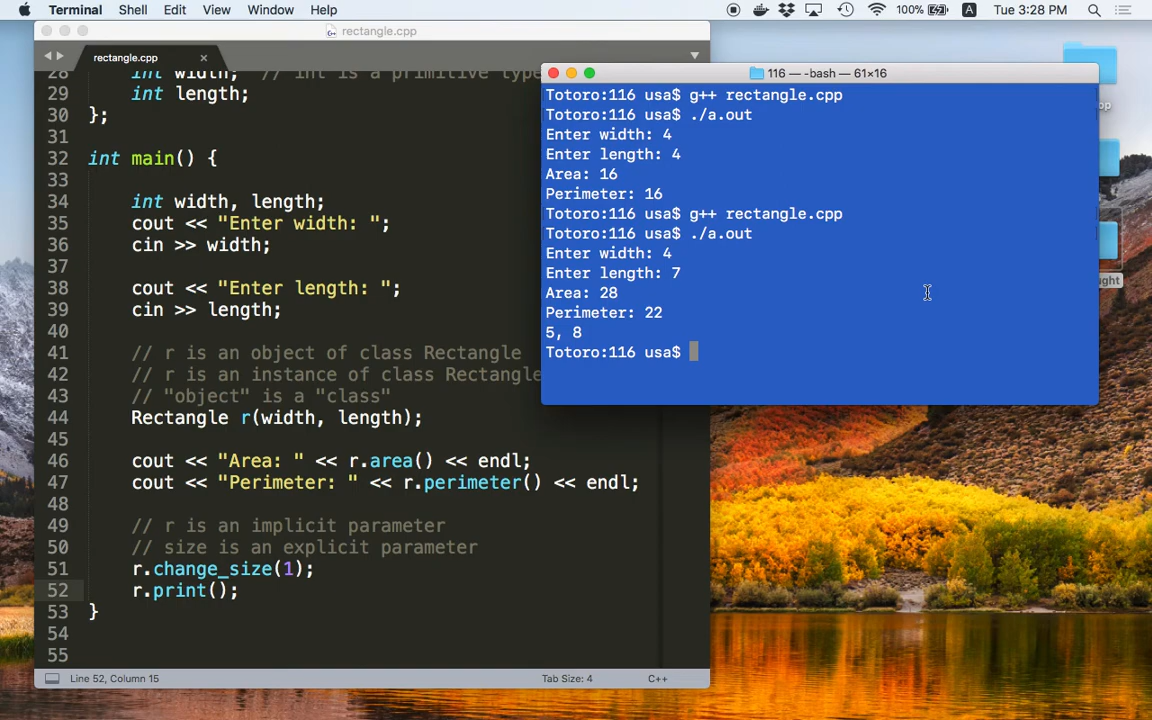 Terminal Shell Edit View Window Help
100% A Tue 3:28 PM
rectangle.cpp
rectangle.cpp ×
28 int width; // int is a primitive type
29 int length;
30 };
31
32 int main() {
33
34 int width, length;
35 cout << "Enter width: ";
36 cin >> width;
37
38 cout << "Enter length: ";
39 cin >> length;
40
41 // r is an object of class Rectangle
42 // r is an instance of class Rectangle
43 // "object" is a "class"
44 Rectangle r(width, length);
45
46 cout << "Area: " << r.area() << endl;
47 cout << "Perimeter: " << r.perimeter() << endl;
48
49 // r is an implicit parameter
50 // size is an explicit parameter
51 r.change_size(1);
52 r.print();
53 }
54
55
Line 52, Column 15 Tab Size: 4 C++
116 — -bash — 61×16
Totoro:116 usa$ g++ rectangle.cpp
Totoro:116 usa$ ./a.out
Enter width: 4
Enter length: 4
Area: 16
Perimeter: 16
Totoro:116 usa$ g++ rectangle.cpp
Totoro:116 usa$ ./a.out
Enter width: 4
Enter length: 7
Area: 28
Perimeter: 22
5, 8
Totoro:116 usa$